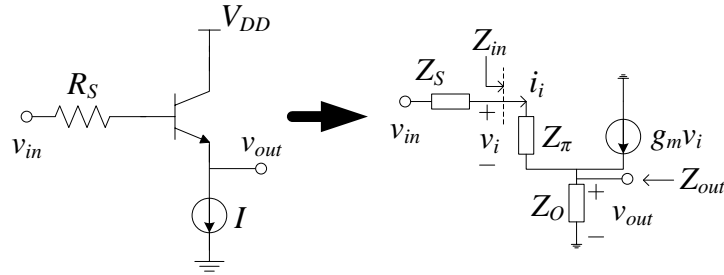 V_DD
R_S
v_in
v_out
I
Z_in
Z_S
i_i
v_in
+
v_i
−
Z_π
g_m v_i
Z_out
Z_O
+
v_out
−